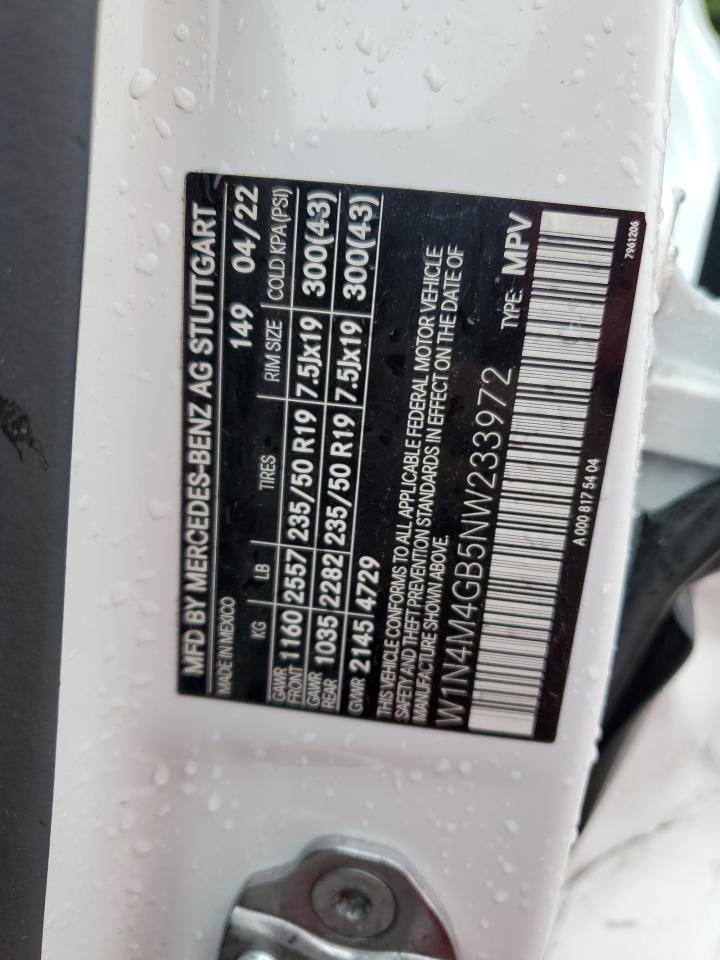 MFD BY MERCEDES-BENZ AG STUTTGART
MADE IN MEXICO 149 04/22
KG LB TIRES RIM SIZE COLD KPA(PSI)
GAWR FRONT 1160 2557 235/50 R19 7.5Jx19 300(43)
GAWR REAR 1035 2282 235/50 R19 7.5Jx19 300(43)
GVWR 2145 4729
THIS VEHICLE CONFORMS TO ALL APPLICABLE FEDERAL MOTOR VEHICLE
SAFETY AND THEFT PREVENTION STANDARDS IN EFFECT ON THE DATE OF
MANUFACTURE SHOWN ABOVE.
W1N4M4GB5NW233972 TYPE: MPV
A 000 817 54 04 7961206